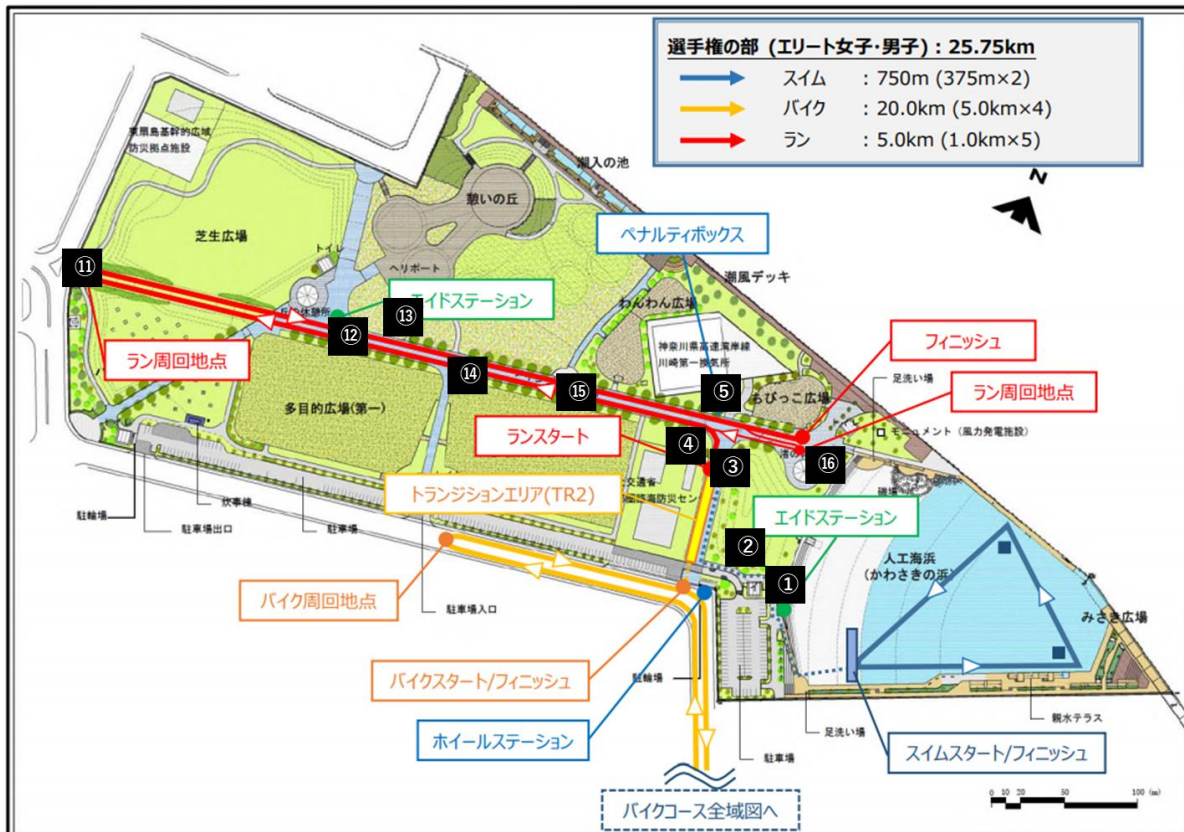 選手権の部 (エリート女子・男子) : 25.75km
スイム : 750m (375m×2)
バイク : 20.0km (5.0km×4)
ラン : 5.0km (1.0km×5)
N
東扇島基幹的広域
防災拠点施設
潮入の池
憩いの丘
芝生広場
トイレ
ヘリポート
ペナルティボックス
潮風デッキ
⑪
エイドステーション
⑬
わんわん広場
⑫
神奈川県高速湾岸線
川崎第一換気所
フィニッシュ
ラン周回地点
⑭
⑮
⑤
ちびっこ広場
足洗い場
ラン周回地点
多目的広場(第一)
ランスタート
④
③
⑯
モニュメント (風力発電施設)
トランジションエリア(TR2)
磯場
炊事棟
駐輪場
駐車場出口
駐車場
エイドステーション
②
①
人工海浜
(かわさきの浜)
バイク周回地点
駐車場入口
みさき広場
バイクスタート/フィニッシュ
駐輪場
ホイールステーション
駐車場
足洗い場
親水テラス
スイムスタート/フィニッシュ
バイクコース全域図へ
0 10 20 50 100 (m)